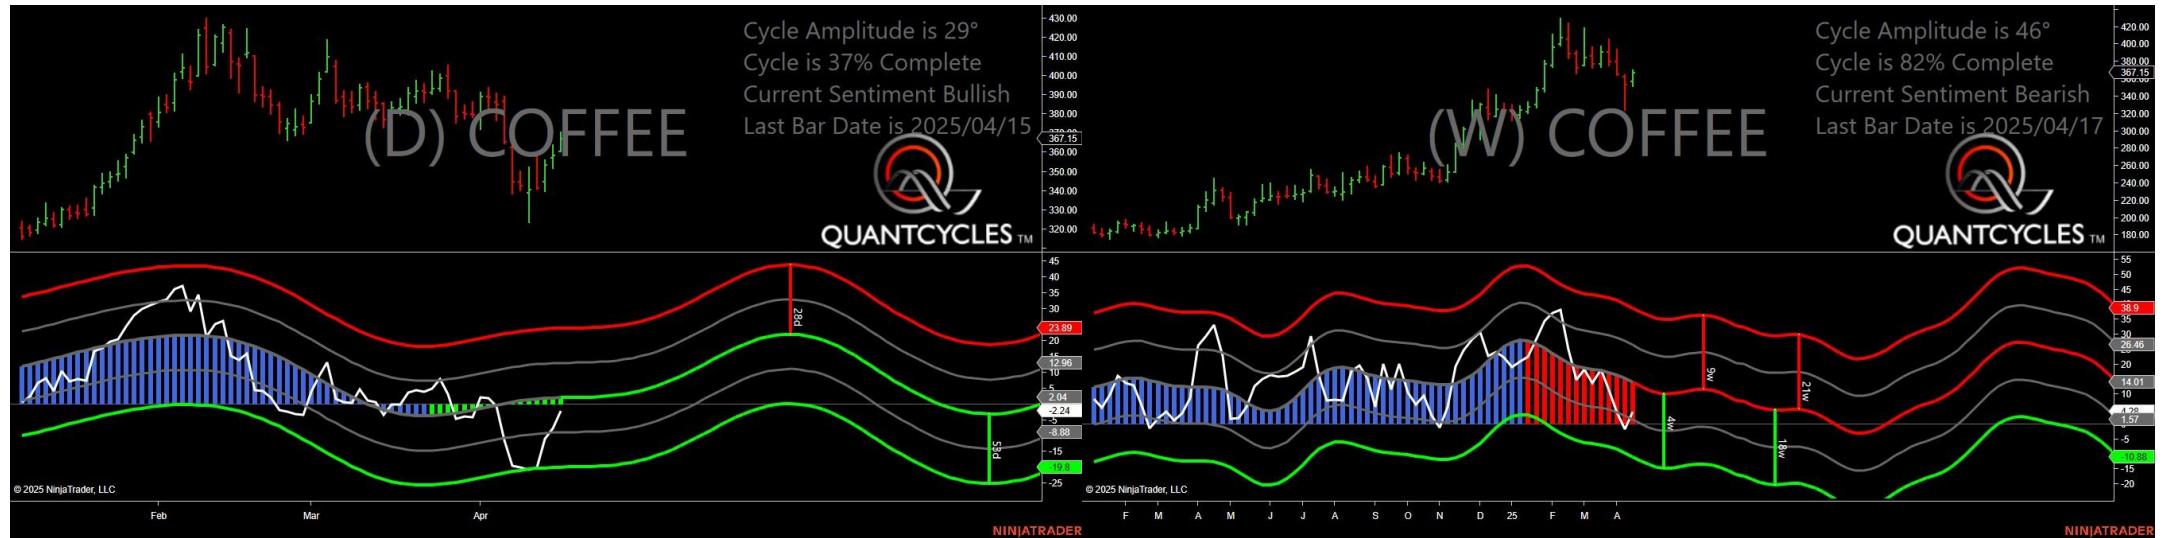 Cycle Amplitude is 29°
Cycle is 37% Complete
Current Sentiment Bullish
Last Bar Date is 2025/04/15
(D) COFFEE
QUANTCYCLES TM
430.00
420.00
410.00
400.00
390.00
380.00
367.15
360.00
350.00
340.00
330.00
320.00
28d
53d
45
40
35
30
23.89
20
15
12.96
10
5
2.04
-2.24
-5
-8.88
-15
-19.8
-25
© 2025 NinjaTrader, LLC
Feb Mar Apr
NINJATRADER
Cycle Amplitude is 46°
Cycle is 82% Complete
Current Sentiment Bearish
Last Bar Date is 2025/04/17
(W) COFFEE
QUANTCYCLES TM
420.00
400.00
380.00
367.15
340.00
320.00
300.00
280.00
260.00
240.00
220.00
200.00
180.00
4w
9w
18w
21w
55
50
45
38.9
35
30
26.46
20
14.01
10
4.28
1.57
-5
-10.88
-15
-20
© 2025 NinjaTrader, LLC
F M A M J J A S O N D 25 F M A
NINJATRADER